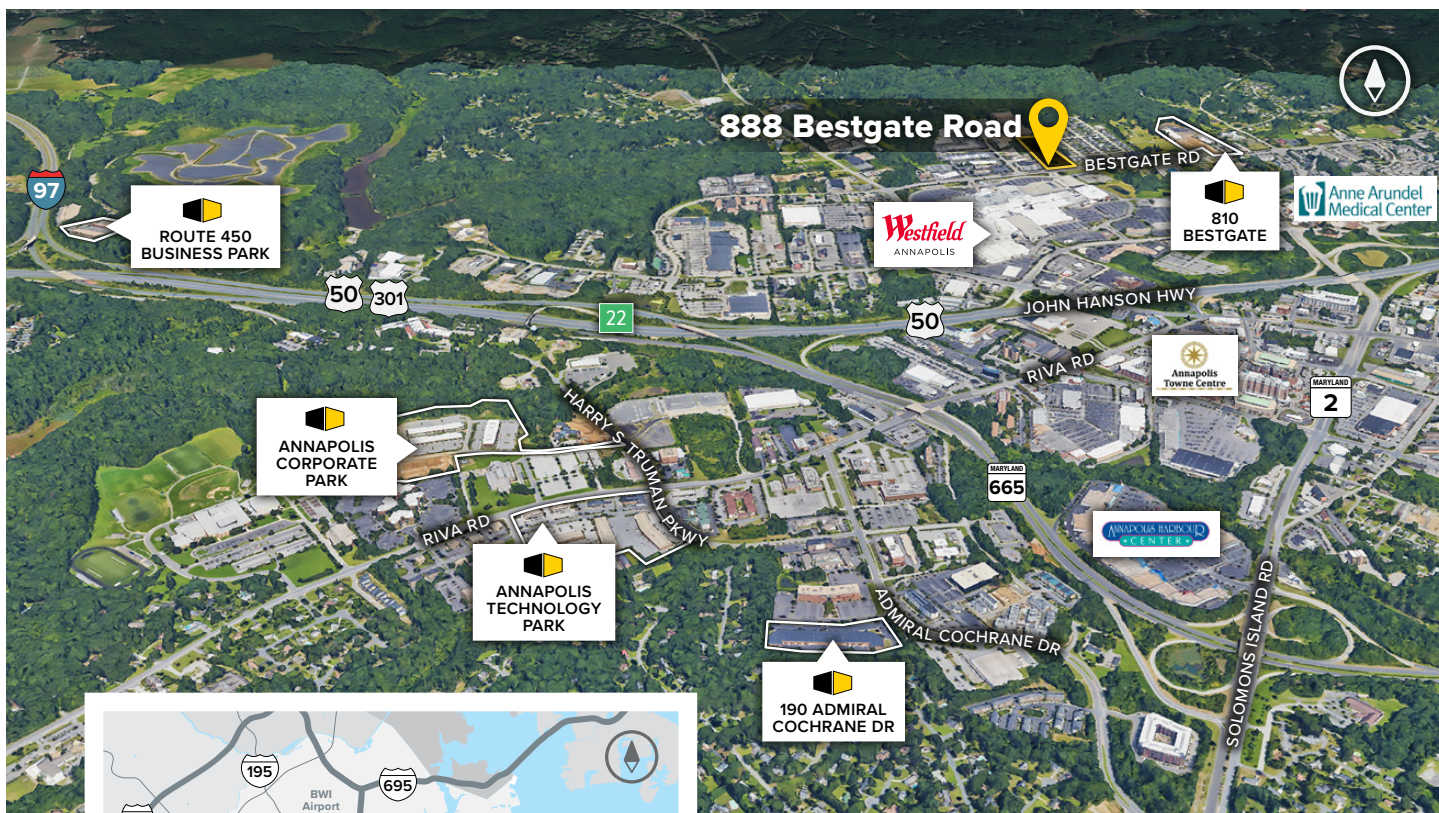 888 Bestgate Road
BESTGATE RD
97
ROUTE 450
BUSINESS PARK
Westfield
ANNAPOLIS
810
BESTGATE
Anne Arundel
Medical Center
50
301
22
50
JOHN HANSON HWY
RIVA RD
Annapolis
Towne Centre
MARYLAND
2
HARRY S TRUMAN PKWY
ANNAPOLIS
CORPORATE
PARK
MARYLAND
665
RIVA RD
ANNAPOLIS HARBOUR
CENTER
ANNAPOLIS
TECHNOLOGY
PARK
ADMIRAL COCHRANE DR
190 ADMIRAL
COCHRANE DR
SOLOMONS ISLAND RD
195
695
BWI
Airport